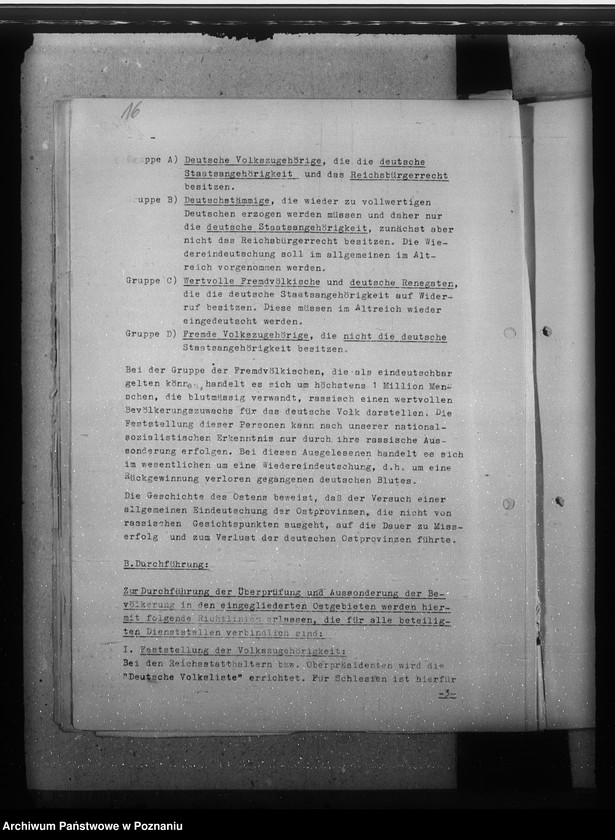 16
ppe A) Deutsche Volkszugehörige, die die deutsche
Staatsangehörigkeit und das Reichsbürgerrecht
besitzen.
ruppe B) Deutschstämmige, die wieder zu vollwertigen
Deutschen erzogen werden müssen und daher nur
die deutsche Staatsangehörigkeit, zunächst aber
nicht das Reichsbürgerrecht besitzen. Die Wie-
dereindeutschung soll im allgemeinen im Alt-
reich vorgenommen werden.
Gruppe C) Wertvolle Fremdvölkische und deutsche Renegaten,
die die deutsche Staatsangehörigkeit auf Wider-
ruf besitzen. Diese müssen im Altreich wieder
eingedeutscht werden.
Gruppe D) Fremde Volkszugehörige, die nicht die deutsche
Staatsangehörigkeit besitzen.
Bei der Gruppe der Fremdvölkischen, die als eindeutschbar
gelten können, handelt es sich um höchstens 1 Million Men-
schen, die blutmässig verwandt, rassisch einen wertvollen
Bevölkerungszuwachs für das deutsche Volk darstellen. Die
Feststellung dieser Personen kann nach unserer national-
sozialistischen Erkenntnis nur durch ihre rassische Aus-
sonderung erfolgen. Bei diesen Ausgelesenen handelt es sich
im wesentlichen um eine Wiedereindeutschung, d.h. um eine
Rückgewinnung verloren gegangenen deutschen Blutes.
Die Geschichte des Ostens beweist, daß der Versuch einer
allgemeinen Eindeutschung der Ostprovinzen, die nicht von
rassischen Gesichtspunkten ausgeht, auf die Dauer zu Miss-
erfolg und zum Verlust der deutschen Ostprovinzen führte.
B. Durchführung:
Zur Durchführung der Überprüfung und Aussonderung der Be-
völkerung in den eingegliederten Ostgebieten werden hier-
mit folgende Richtlinien erlassen, die für alle beteilig-
ten Dienststellen verbindlich sind:
I. Feststellung der Volkszugehörigkeit:
Bei den Reichsstatthaltern bzw. Oberpräsidenten wird die
"Deutsche Volksliste" errichtet. Für Schlesien ist hierfür
-3-
Archiwum Państwowe w Poznaniu